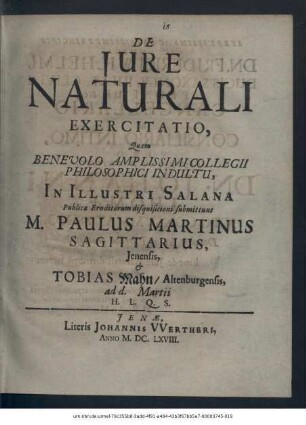 DE
JURE
NATURALI
EXERCITATIO,
Quam
BENEVOLO AMPLISSIMI COLLEGII
PHILOSOPHICI INDULTU,
IN ILLUSTRI SALANA
Publicæ Eruditorum disquisitioni submittunt
M. PAULUS MARTINUS
SAGITTARIUS,
Jenensis,
&
TOBIAS Mahn/ Altenburgensis,
ad d. Martii
H. L. Q. S.
JENÆ,
Literis JOHANNIS VVERTHERI,
ANNO M. DC. LXVIII.